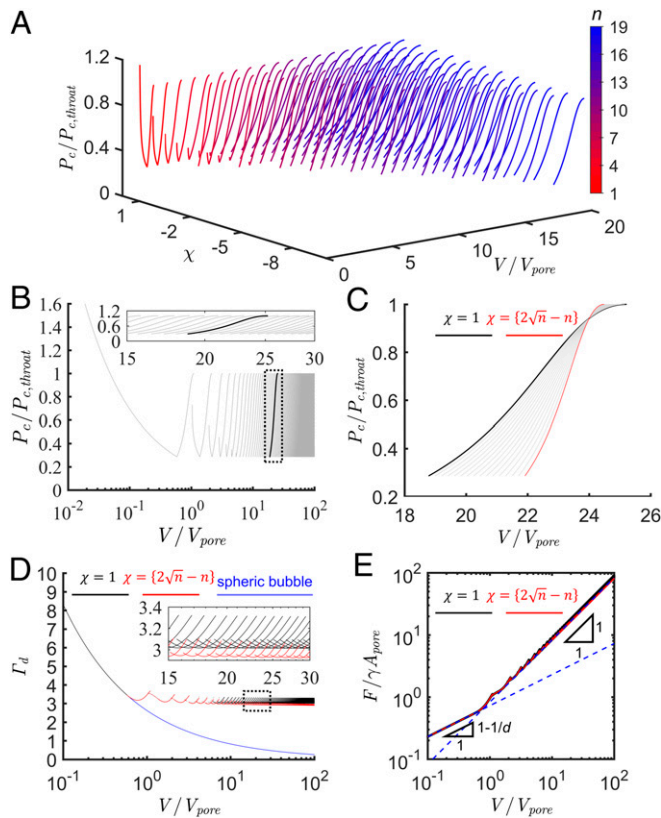 A
n
19
16
13
10
7
4
1
1.2
0.8
0.4
0
P_c/P_c,throat
1
-2
-5
-8
χ
0
5
10
15
20
V/V_pore
B
1.6
1.4
1.2
1
0.8
0.6
0.4
0.2
0
P_c/P_c,throat
1.2
0.6
0
15 20 25 30
10^-2 10^-1 10^0 10^1 10^2
V/V_pore
C
χ = 1 χ = {2√n − n}
1
0.8
0.6
0.4
0.2
P_c/P_c,throat
18 20 22 24 26
V/V_pore
D
χ = 1 χ = {2√n − n} spheric bubble
10
9
8
7
6
5
4
3
2
1
0
Γ_d
3.4
3.2
3
15 20 25 30
10^-1 10^0 10^1 10^2
V/V_pore
E
χ = 1 χ = {2√n − n}
10^2
10^1
10^0
10^-1
F/γA_pore
1
1
1-1/d
1
10^-1 10^0 10^1 10^2
V/V_pore